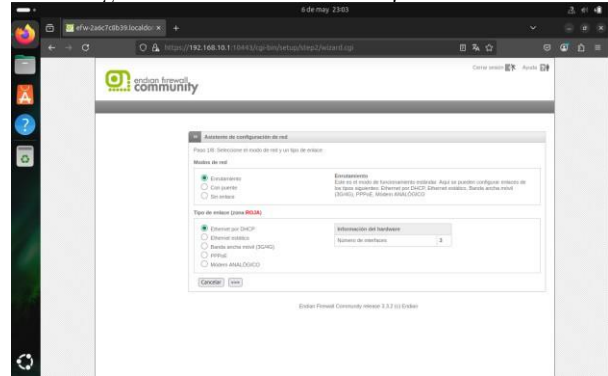 6 de may 23:03
efw-2a6c7c8b39.localdor
https://192.168.10.1:10443/cgi-bin/setup/step2/wizard.cgi
Cerrar sesión Ayuda
endian firewall
community
Asistente de configuración de red
Paso 1/8: Seleccione el modo de red y un tipo de enlace
Modos de red
Enrutamiento
Con puente
Sin enlace
Enrutamiento
Este es el modo de funcionamiento estándar. Aquí se pueden configurar enlaces de
los tipos siguientes: Ethernet por DHCP, Ethernet estático, Banda ancha móvil
(3G/4G), PPPoE, Módem ANALÓGICO
Tipo de enlace (zona ROJA)
Ethernet por DHCP
Ethernet estático
Banda ancha móvil (3G/4G)
PPPoE
Módem ANALÓGICO
Información del hardware
Número de interfaces 3
Cancelar >>>
Endian Firewall Community release 3.3.2 (c) Endian